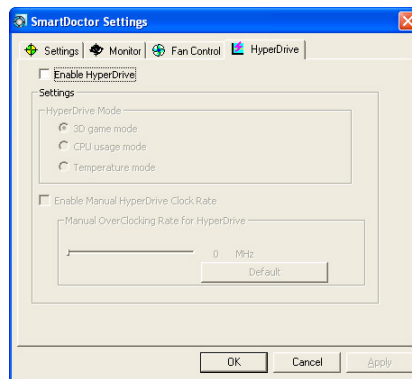 SmartDoctor Settings
Settings Monitor Fan Control HyperDrive
Enable HyperDrive
Settings
HyperDrive Mode
3D game mode
CPU usage mode
Temperature mode
Enable Manual HyperDrive Clock Rate
Manual OverClocking Rate for HyperDrive
0 MHz
Default
OK Cancel Apply